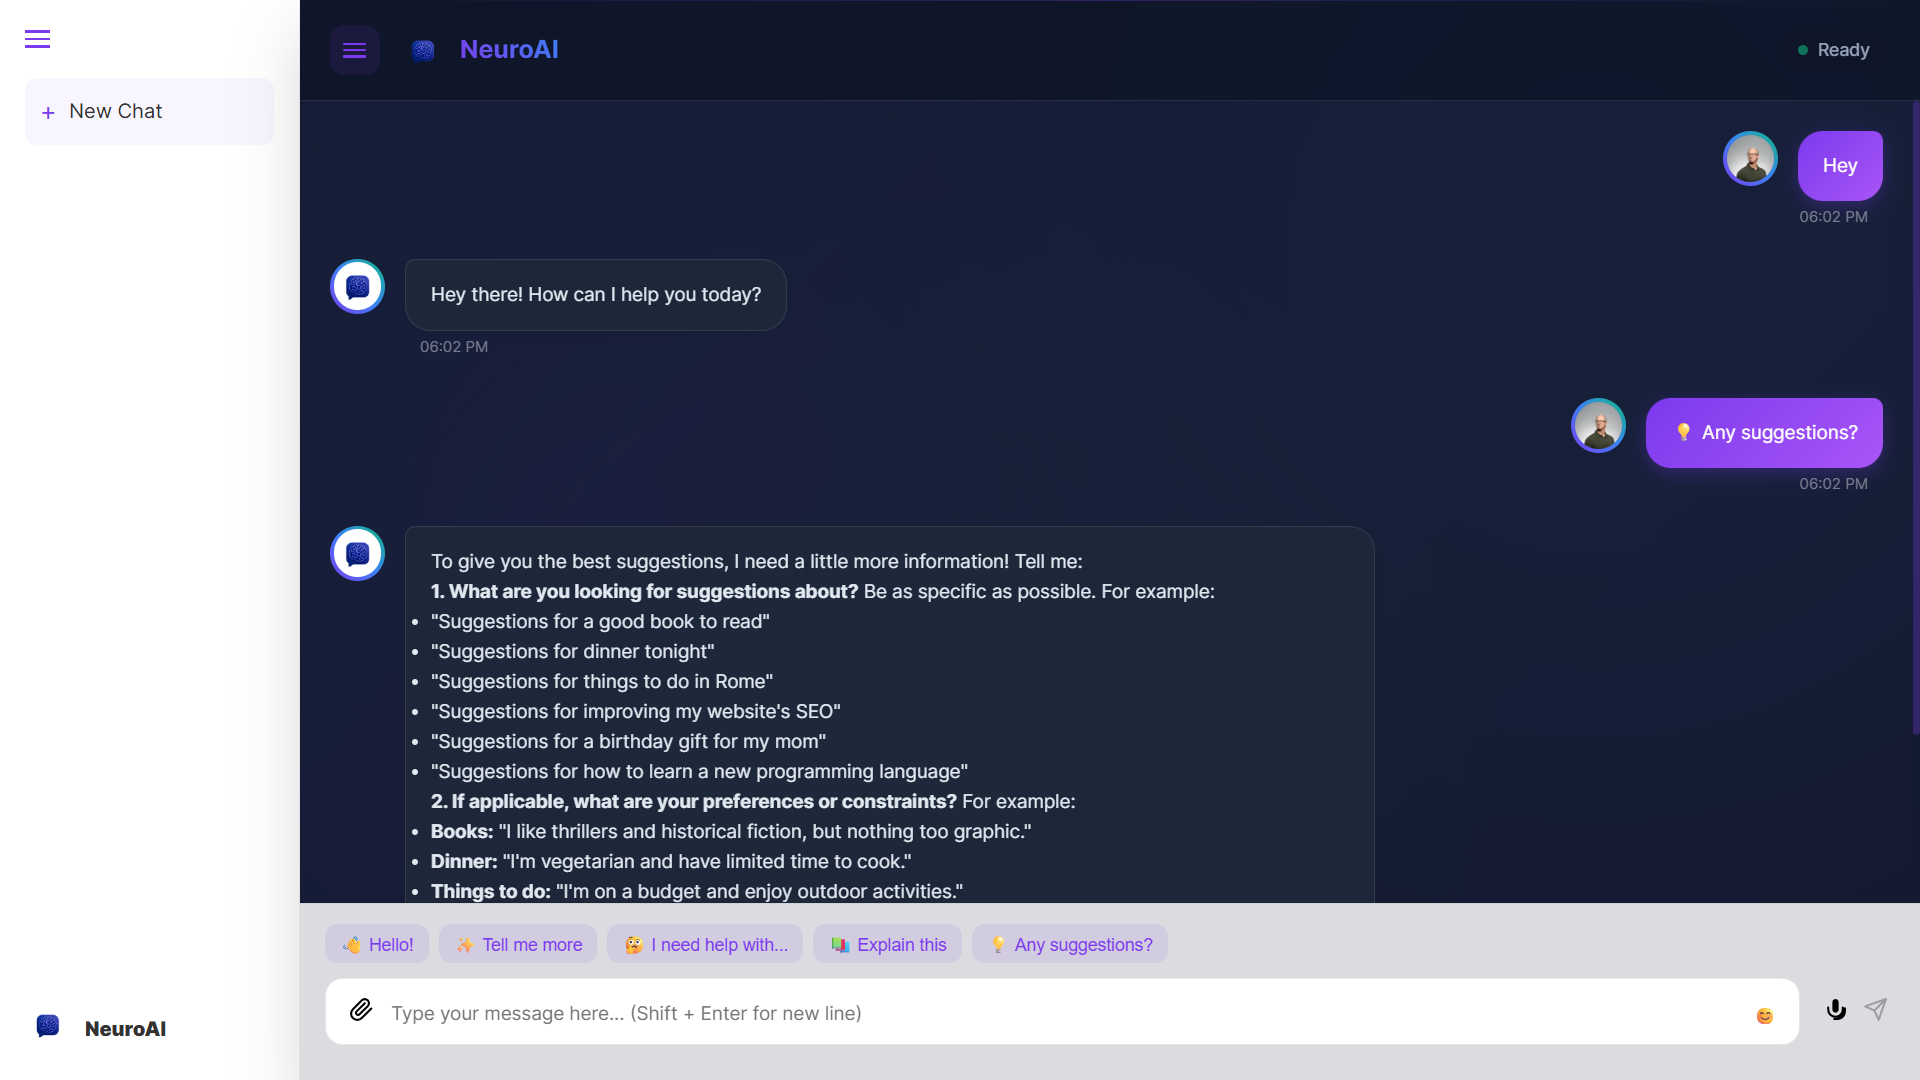 + New Chat
NeuroAI
Ready
Hey
06:02 PM
Hey there! How can I help you today?
06:02 PM
💡 Any suggestions?
06:02 PM
To give you the best suggestions, I need a little more information! Tell me:
1. What are you looking for suggestions about? Be as specific as possible. For example:
• "Suggestions for a good book to read"
• "Suggestions for dinner tonight"
• "Suggestions for things to do in Rome"
• "Suggestions for improving my website's SEO"
• "Suggestions for a birthday gift for my mom"
• "Suggestions for how to learn a new programming language"
2. If applicable, what are your preferences or constraints? For example:
• Books: "I like thrillers and historical fiction, but nothing too graphic."
• Dinner: "I'm vegetarian and have limited time to cook."
• Things to do: "I'm on a budget and enjoy outdoor activities."
👋 Hello! ✨ Tell me more 🤔 I need help with... 📚 Explain this 💡 Any suggestions?
Type your message here... (Shift + Enter for new line)
NeuroAI